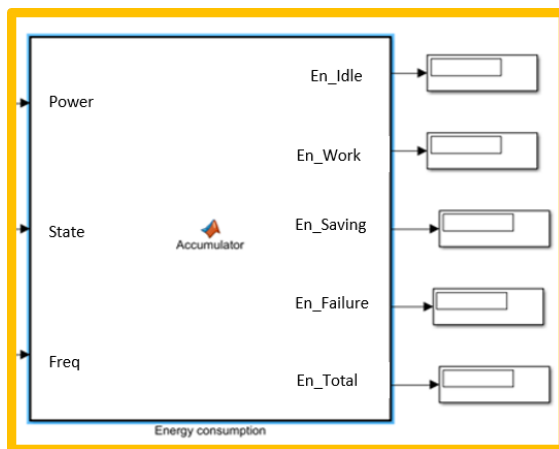 En_Idle
Power
En_Work
En_Saving
State
Accumulator
En_Failure
Freq
En_Total
Energy consumption